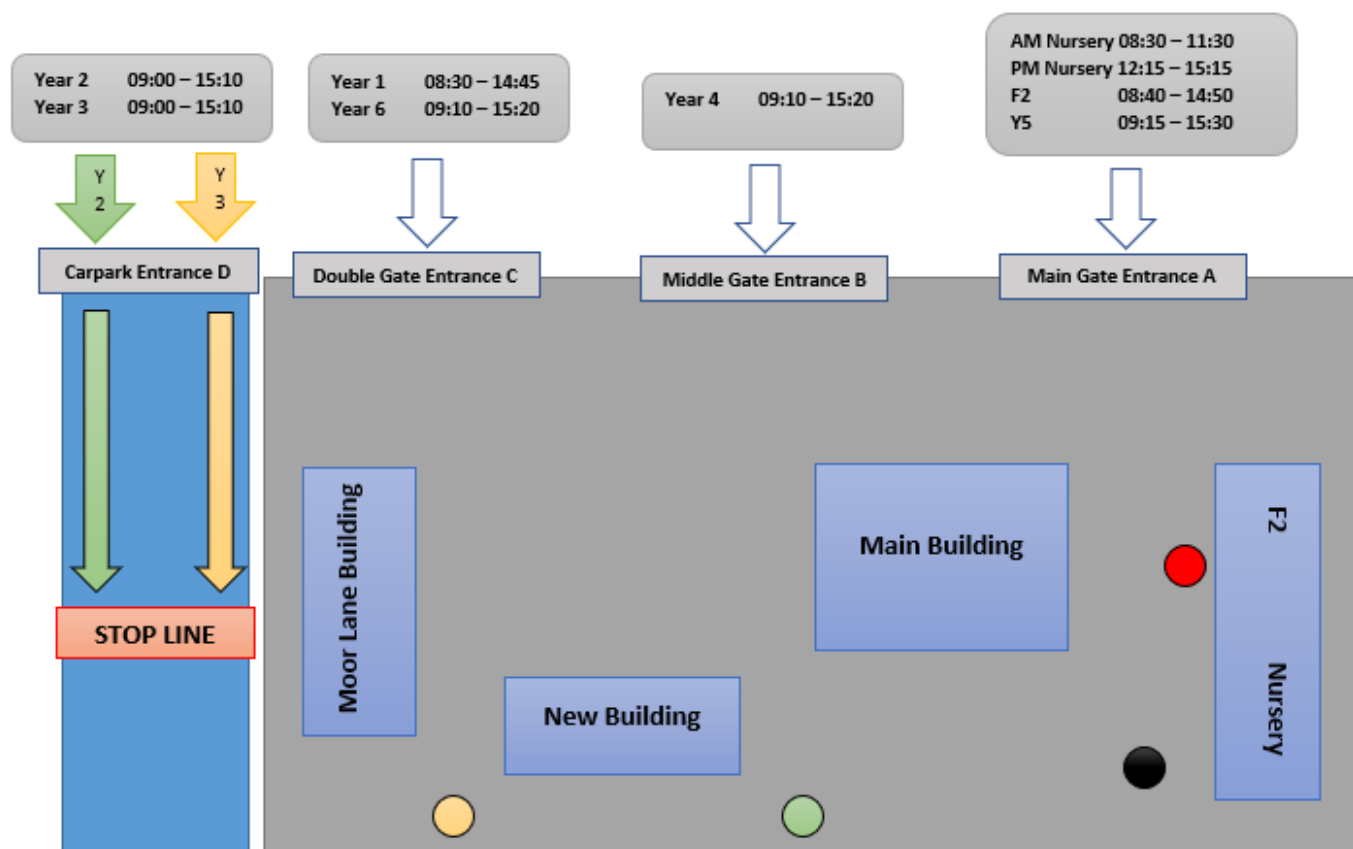 AM Nursery 08:30 – 11:30
PM Nursery 12:15 – 15:15
F2 08:40 – 14:50
Y5 09:15 – 15:30
Year 2 09:00 – 15:10
Year 3 09:00 – 15:10
Year 1 08:30 – 14:45
Year 6 09:10 – 15:20
Year 4 09:10 – 15:20
Y
2
Y
3
Carpark Entrance D
Double Gate Entrance C
Middle Gate Entrance B
Main Gate Entrance A
STOP LINE
Moor Lane Building
New Building
Main Building
F2
Nursery